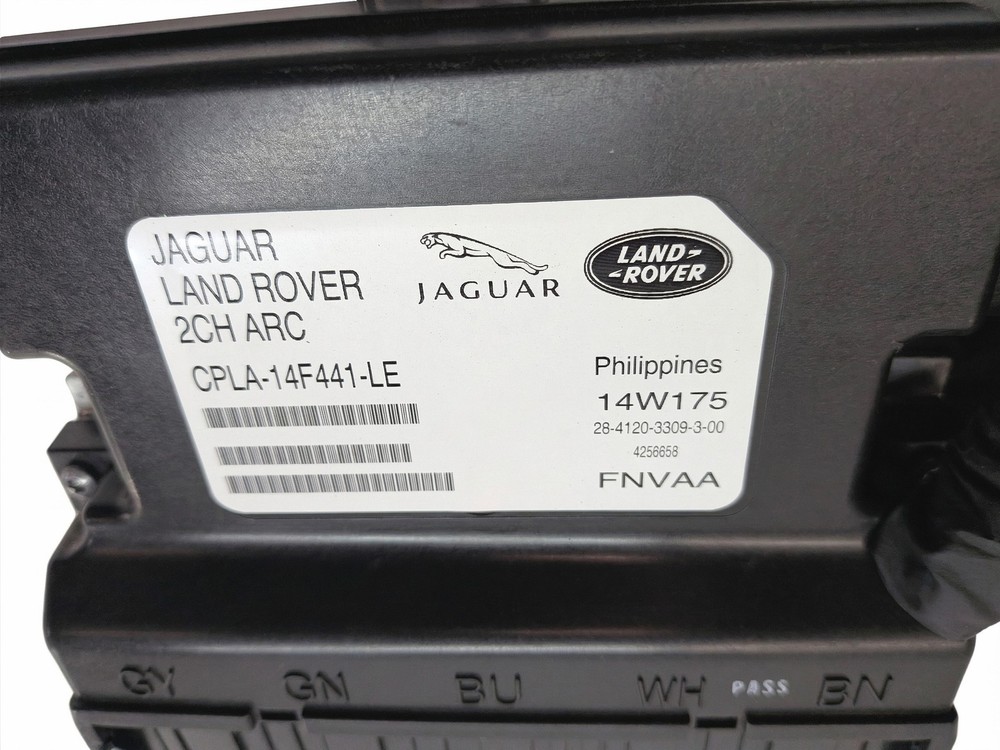 JAGUAR
LAND ROVER
2CH ARC
CPLA-14F441-LE
JAGUAR
LAND-
-ROVER
Philippines
14W175
28-4120-3309-3-00
4256658
FNVAA
GY GN BU WH PASS BN